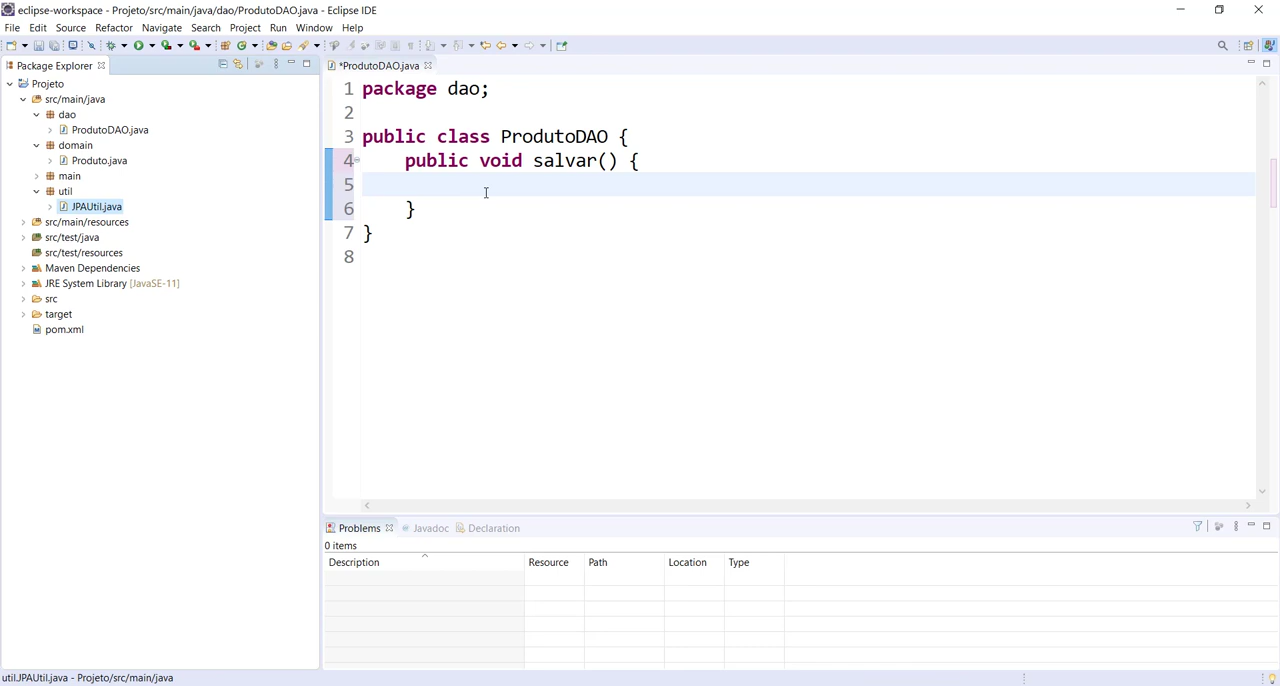 eclipse-workspace - Projeto/src/main/java/dao/ProdutoDAO.java - Eclipse IDE
File Edit Source Refactor Navigate Search Project Run Window Help
Package Explorer
*ProdutoDAO.java
Projeto
src/main/java
dao
ProdutoDAO.java
domain
Produto.java
main
util
JPAUtil.java
src/main/resources
src/test/java
src/test/resources
Maven Dependencies
JRE System Library [JavaSE-11]
src
target
pom.xml
1 package dao;
2
3 public class ProdutoDAO {
4 public void salvar() {
5
6 }
7 }
8
Problems Javadoc Declaration
0 items
Description Resource Path Location Type
util.JPAUtil.java - Projeto/src/main/java